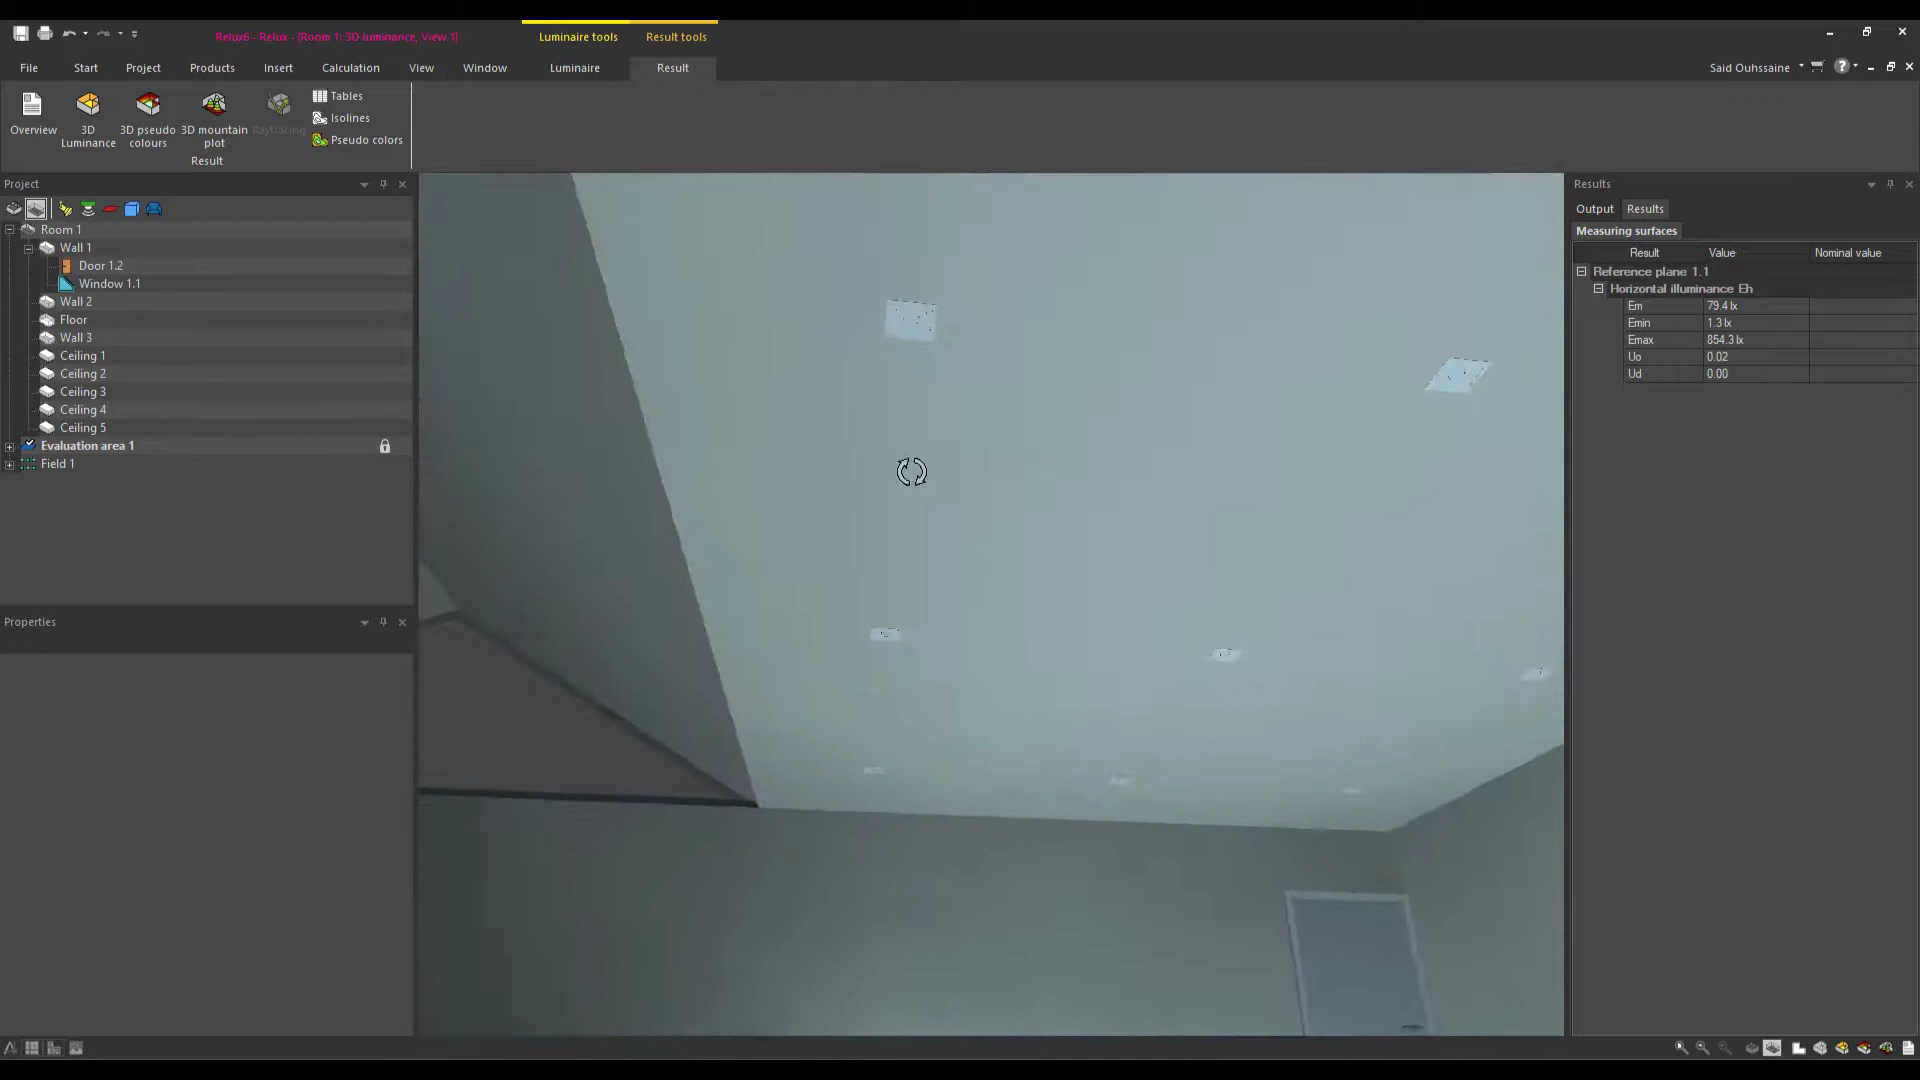 Relux6 - Relux - [Room 1: 3D luminance, View 1]
Luminaire tools
Result tools
File
Start
Project
Products
Insert
Calculation
View
Window
Luminaire
Result
Said Ouhssaine
Overview
3D Luminance
3D pseudo colours
3D mountain plot
Raytracing
Tables
Isolines
Pseudo colors
Result
Project
Room 1
Wall 1
Door 1.2
Window 1.1
Wall 2
Floor
Wall 3
Ceiling 1
Ceiling 2
Ceiling 3
Ceiling 4
Ceiling 5
Evaluation area 1
Field 1
Properties
Results
Output Results
Measuring surfaces
Result Value Nominal value
Reference plane 1.1
Horizontal illuminance Eh
Em 79.4 lx
Emin 1.3 lx
Emax 854.3 lx
Uo 0.02
Ud 0.00